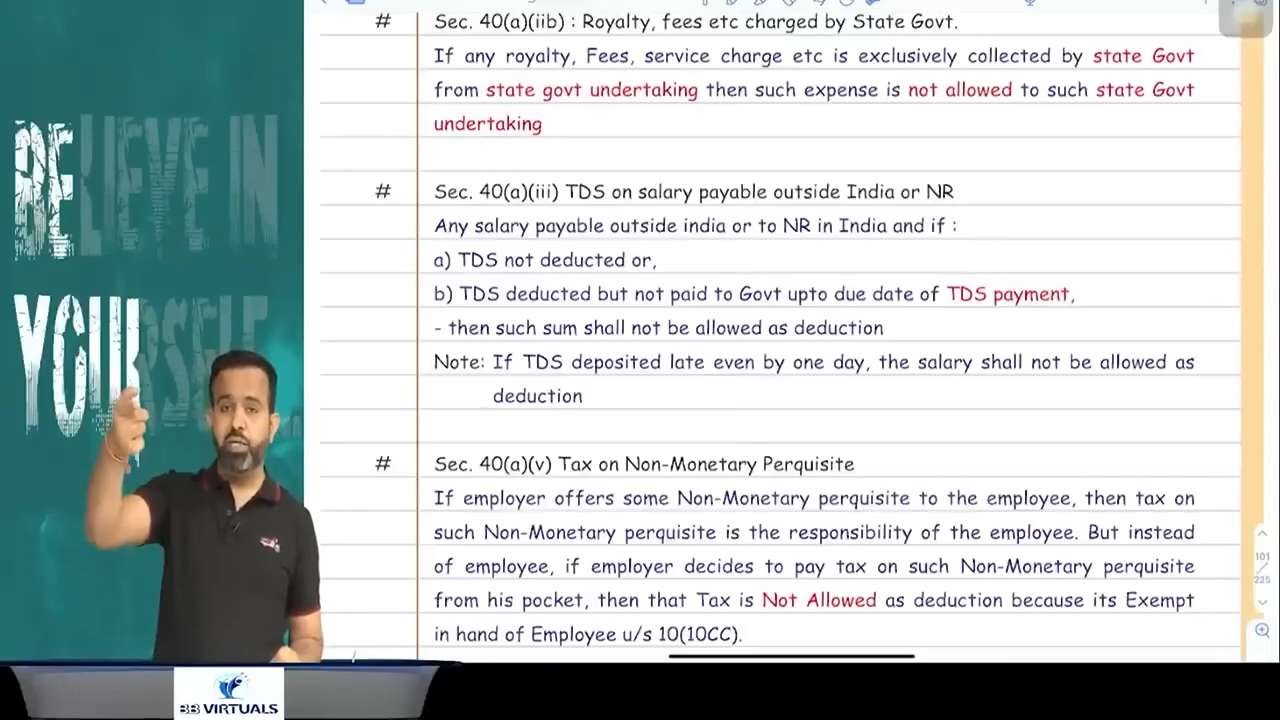 BELIEVE IN
YOURSELF
# Sec. 40(a)(iib) : Royalty, fees etc charged by State Govt.
If any royalty, Fees, service charge etc is exclusively collected by state Govt
from state govt undertaking then such expense is not allowed to such state Govt
undertaking
# Sec. 40(a)(iii) TDS on salary payable outside India or NR
Any salary payable outside india or to NR in India and if :
a) TDS not deducted or,
b) TDS deducted but not paid to Govt upto due date of TDS payment,
- then such sum shall not be allowed as deduction
Note: If TDS deposited late even by one day, the salary shall not be allowed as
deduction
# Sec. 40(a)(v) Tax on Non-Monetary Perquisite
If employer offers some Non-Monetary perquisite to the employee, then tax on
such Non-Monetary perquisite is the responsibility of the employee. But instead
of employee, if employer decides to pay tax on such Non-Monetary perquisite
from his pocket, then that Tax is Not Allowed as deduction because its Exempt
in hand of Employee u/s 10(10CC).
101
225
BB VIRTUALS